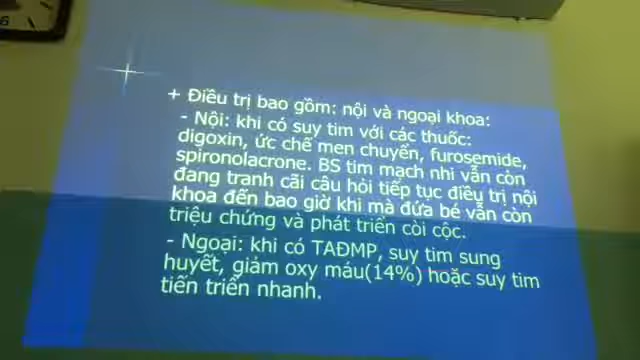 + Điều trị bao gồm: nội và ngoại khoa:
- Nội: khi có suy tim với các thuốc:
digoxin, ức chế men chuyển, furosemide,
spironolacrone. BS tim mạch nhi vẫn còn
đang tranh cãi câu hỏi tiếp tục điều trị nội
khoa đến bao giờ khi mà đứa bé vẫn còn
triệu chứng và phát triển còi cộc.
- Ngoại: khi có TAĐMP, suy tim sung
huyết, giảm oxy máu(14%) hoặc suy tim
tiến triển nhanh.